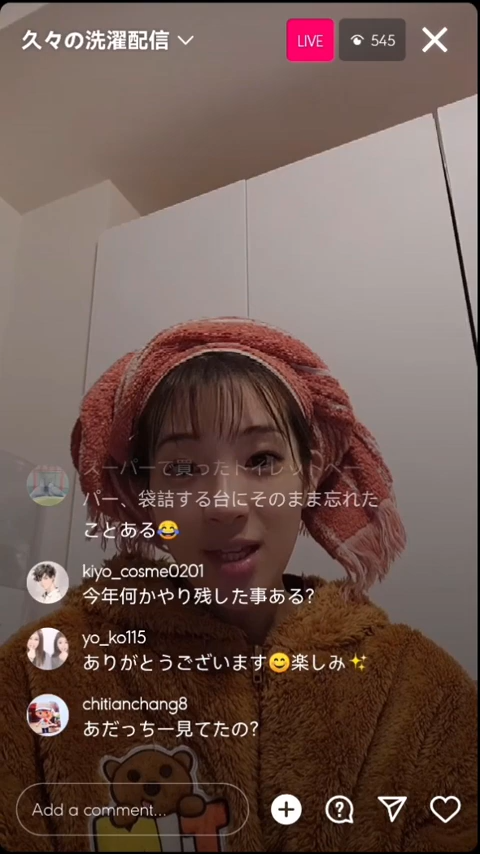 久々の洗濯配信
LIVE
545
スーパーで買ったトイレットペー
パー、袋詰する台にそのまま忘れた
ことある😂
kiyo_cosme0201
今年何かやり残した事ある?
yo_ko115
ありがとうございます😊楽しみ✨
chitianchang8
あだっちー見てたの?
Add a comment...